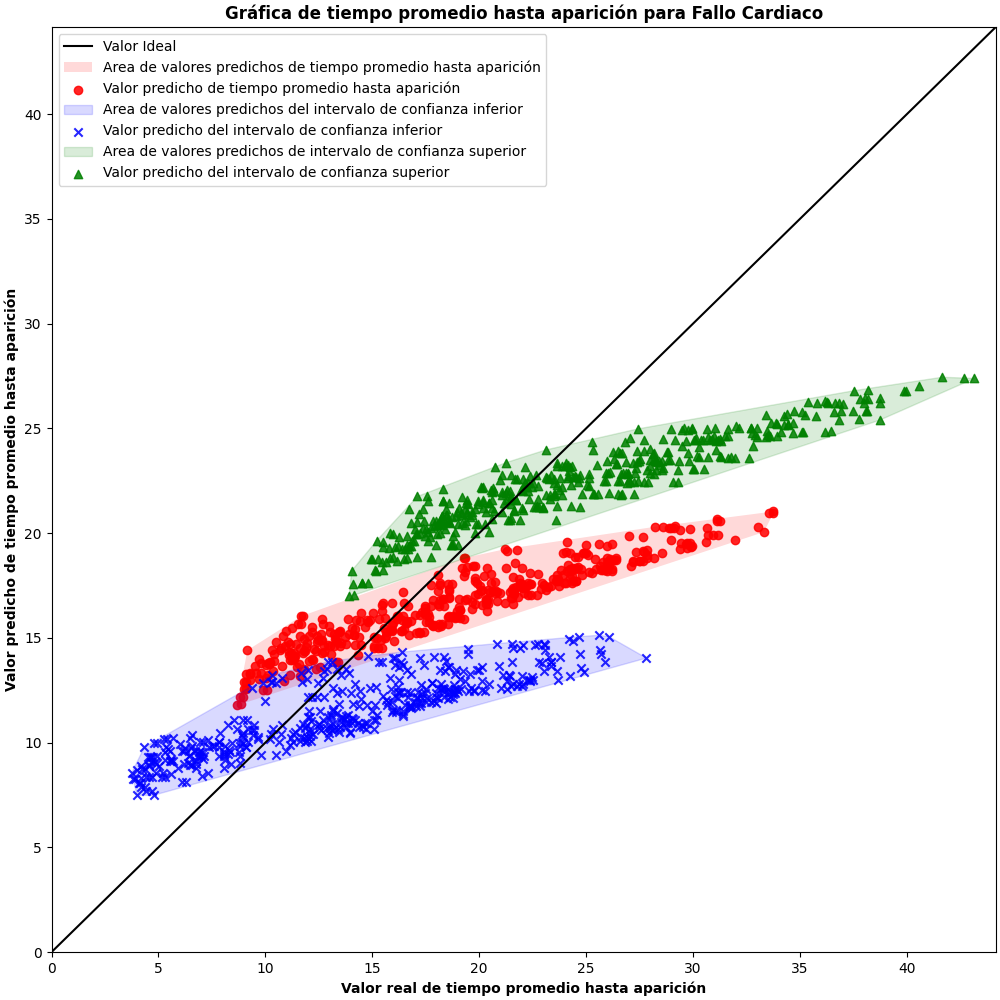 Gráfica de tiempo promedio hasta aparición para Fallo Cardiaco
Valor Ideal
Area de valores predichos de tiempo promedio hasta aparición
Valor predicho de tiempo promedio hasta aparición
Area de valores predichos del intervalo de confianza inferior
Valor predicho del intervalo de confianza inferior
Area de valores predichos de intervalo de confianza superior
Valor predicho del intervalo de confianza superior
Valor predicho de tiempo promedio hasta aparición
40
35
30
25
20
15
10
5
0
0 5 10 15 20 25 30 35 40
Valor real de tiempo promedio hasta aparición